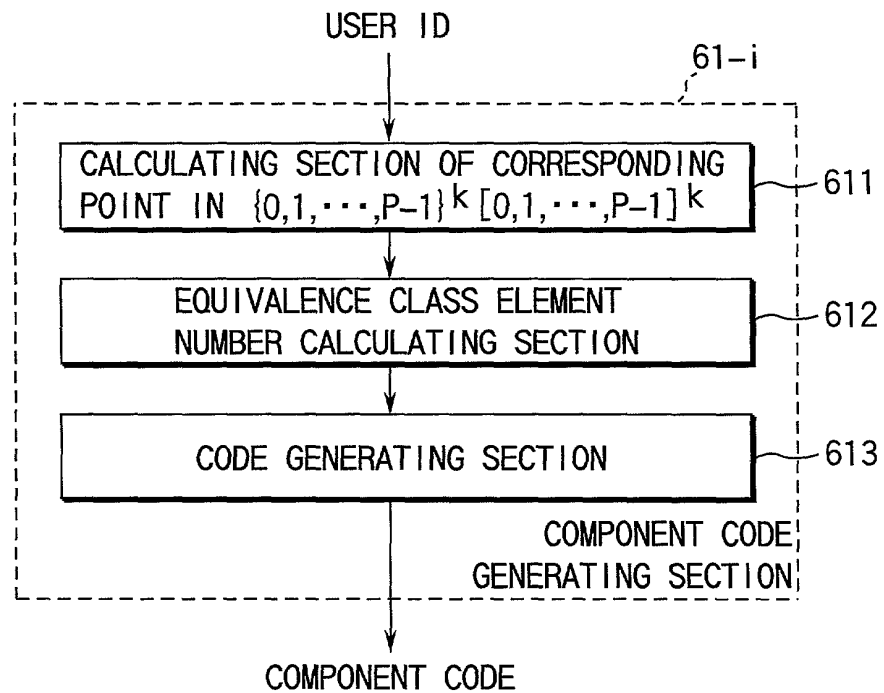 USER ID
61-i
CALCULATING SECTION OF CORRESPONDING
POINT IN {0,1,···,P-1}^k [0,1,···,P-1]^k
611
EQUIVALENCE CLASS ELEMENT
NUMBER CALCULATING SECTION
612
CODE GENERATING SECTION
613
COMPONENT CODE
GENERATING SECTION
COMPONENT CODE